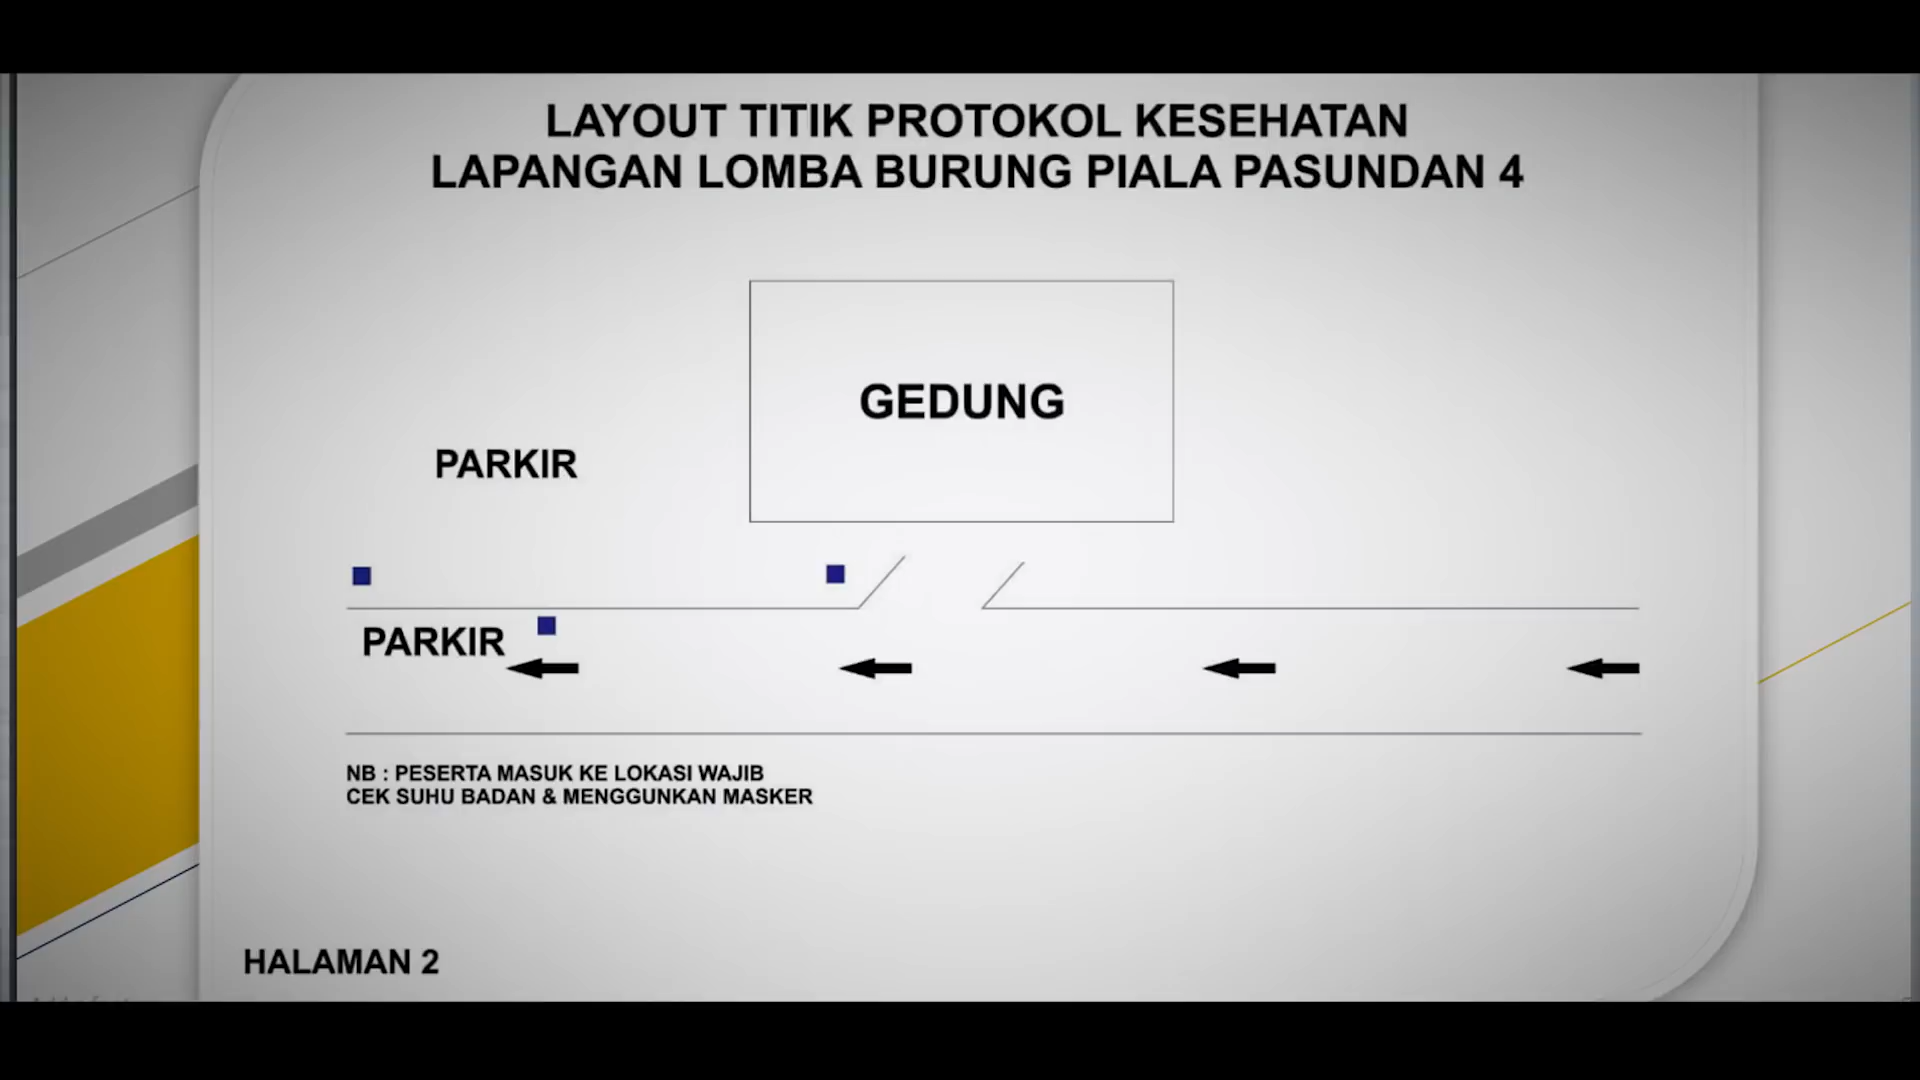 LAYOUT TITIK PROTOKOL KESEHATAN
LAPANGAN LOMBA BURUNG PIALA PASUNDAN 4
GEDUNG
PARKIR
PARKIR
NB : PESERTA MASUK KE LOKASI WAJIB
CEK SUHU BADAN & MENGGUNKAN MASKER
HALAMAN 2